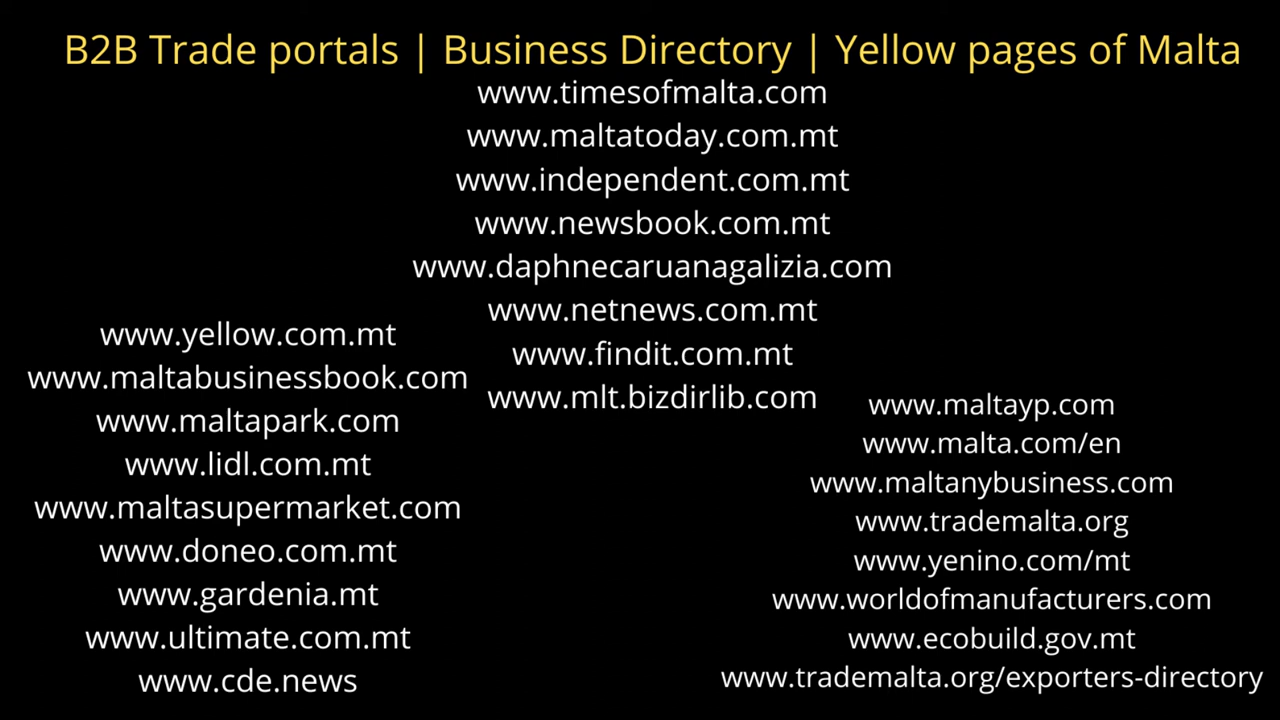 B2B Trade portals | Business Directory | Yellow pages of Malta
www.timesofmalta.com
www.maltatoday.com.mt
www.independent.com.mt
www.newsbook.com.mt
www.daphnecaruanagalizia.com
www.netnews.com.mt
www.findit.com.mt
www.mlt.bizdirlib.com
www.yellow.com.mt
www.maltabusinessbook.com
www.maltapark.com
www.lidl.com.mt
www.maltasupermarket.com
www.doneo.com.mt
www.gardenia.mt
www.ultimate.com.mt
www.cde.news
www.maltayp.com
www.malta.com/en
www.maltanybusiness.com
www.trademalta.org
www.yenino.com/mt
www.worldofmanufacturers.com
www.ecobuild.gov.mt
www.trademalta.org/exporters-directory